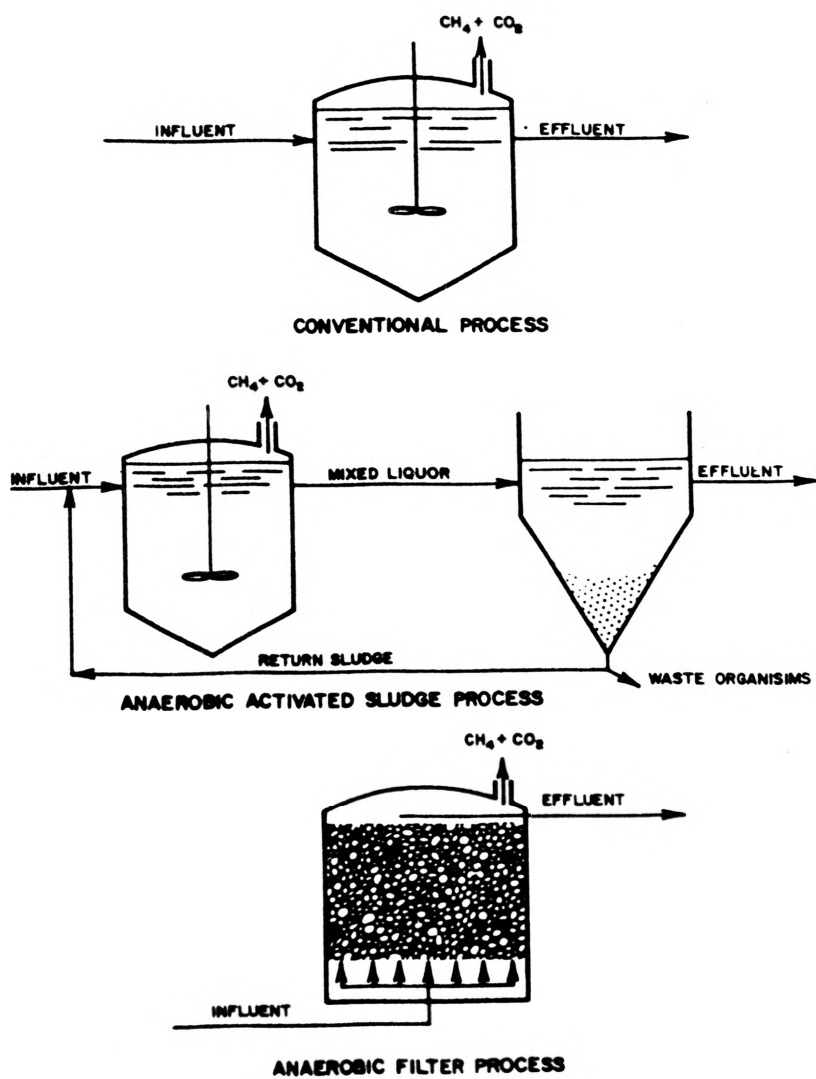 CH₄ + CO₂
INFLUENT
EFFLUENT
CONVENTIONAL PROCESS
CH₄ + CO₂
INFLUENT
MIXED LIQUOR
EFFLUENT
RETURN SLUDGE
WASTE ORGANISIMS
ANAEROBIC ACTIVATED SLUDGE PROCESS
CH₄ + CO₂
EFFLUENT
INFLUENT
ANAEROBIC FILTER PROCESS